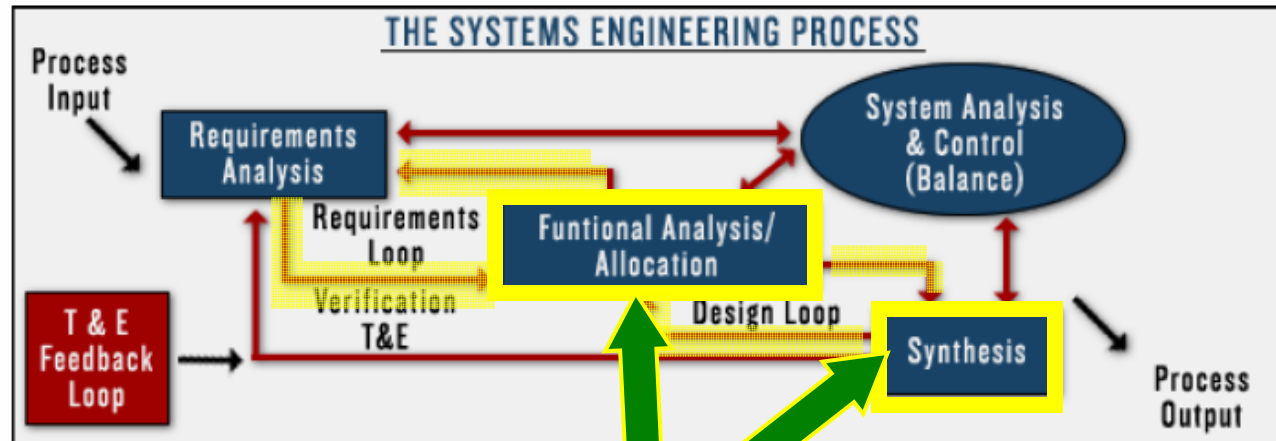 THE SYSTEMS ENGINEERING PROCESS
Process
Input
Requirements
Analysis
System Analysis
& Control
(Balance)
Requirements
Loop
Funtional Analysis/
Allocation
Verification
T&E
Design Loop
T & E
Feedback
Loop
Synthesis
Process
Output